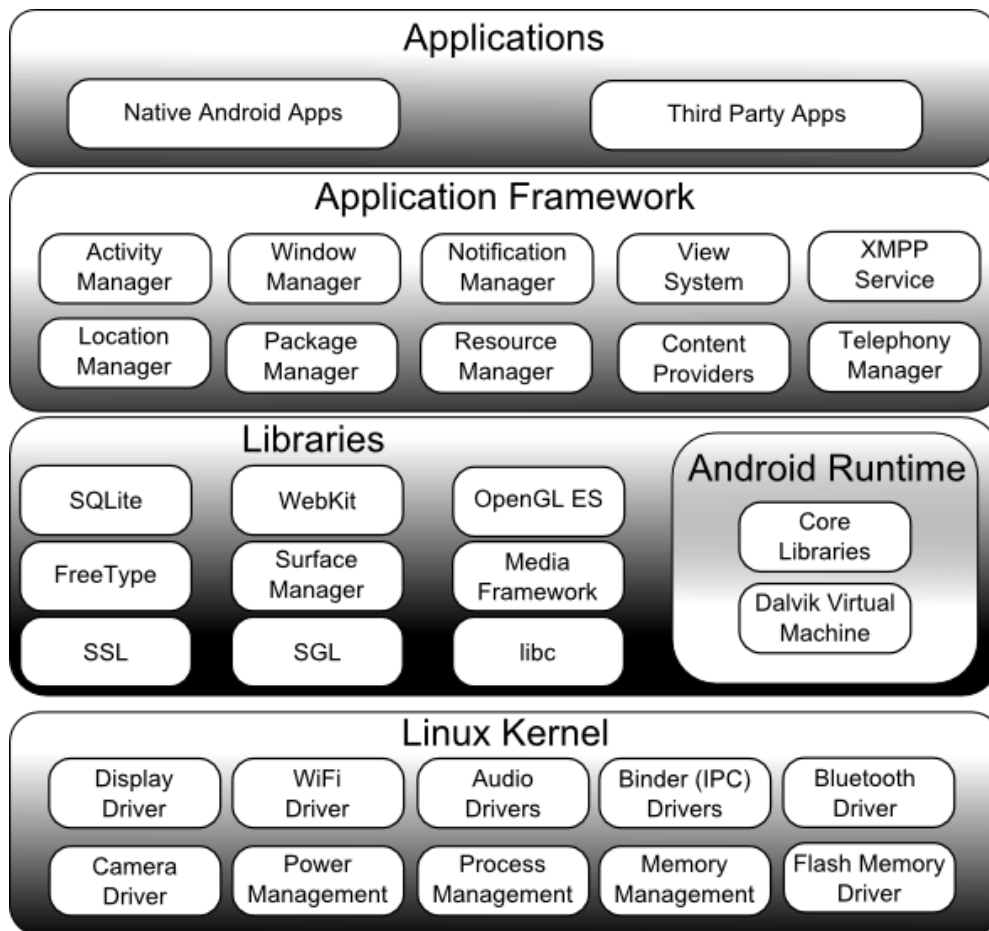 Applications
Native Android Apps
Third Party Apps
Application Framework
Activity
Manager
Window
Manager
Notification
Manager
View
System
XMPP
Service
Location
Manager
Package
Manager
Resource
Manager
Content
Providers
Telephony
Manager
Libraries
SQLite
WebKit
OpenGL ES
FreeType
Surface
Manager
Media
Framework
SSL
SGL
libc
Android Runtime
Core
Libraries
Dalvik Virtual
Machine
Linux Kernel
Display
Driver
WiFi
Driver
Audio
Drivers
Binder (IPC)
Drivers
Bluetooth
Driver
Camera
Driver
Power
Management
Process
Management
Memory
Management
Flash Memory
Driver